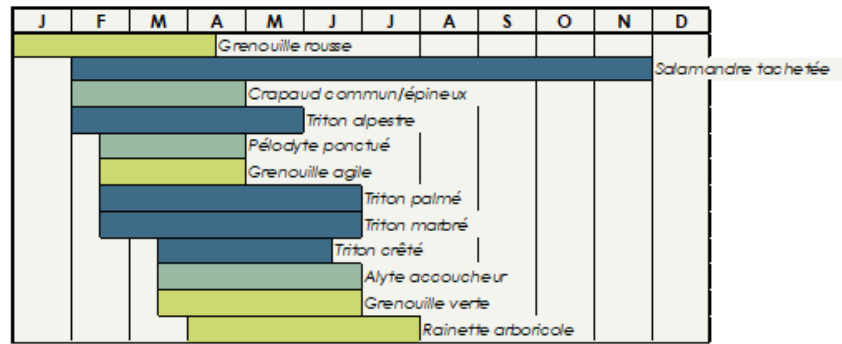 J F M A M J J A S O N D
Grenouille rousse
Salamandre tachetée
Crapaud commun/épineux
Triton alpestre
Pélodyte ponctué
Grenouille agile
Triton palmé
Triton marbré
Triton crêté
Alyte accoucheur
Grenouille verte
Rainette arboricole